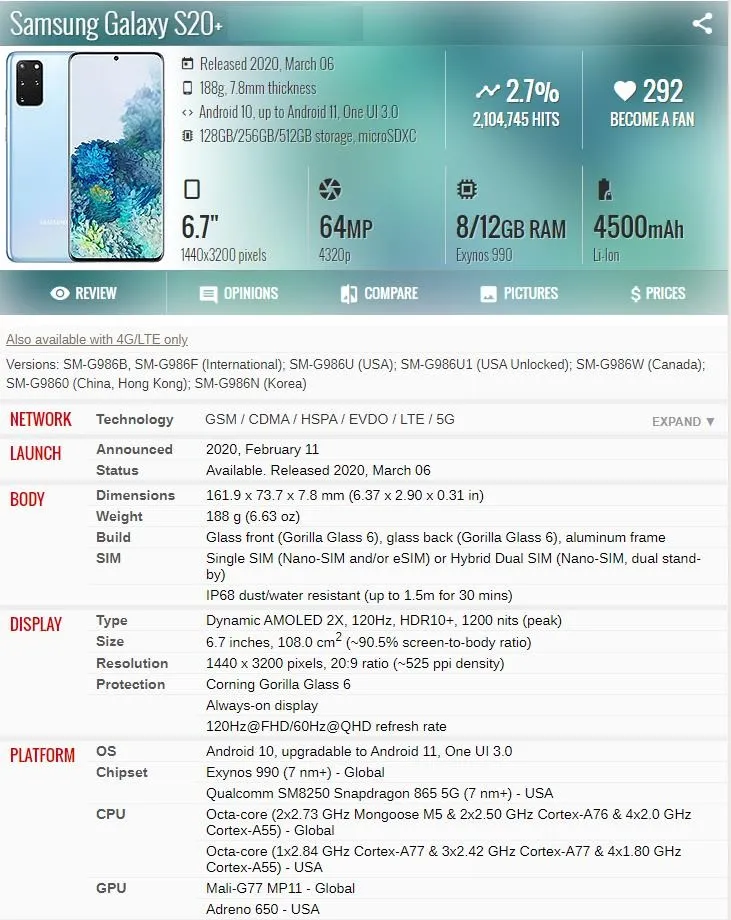 Samsung Galaxy S20+
Released 2020, March 06
188g, 7.8mm thickness
Android 10, up to Android 11, One UI 3.0
128GB/256GB/512GB storage, microSDXC
2.7%
2,104,745 HITS
292
BECOME A FAN
6.7"
1440x3200 pixels
64MP
4320p
8/12GB RAM
Exynos 990
4500mAh
Li-Ion
REVIEW
OPINIONS
COMPARE
PICTURES
$ PRICES
Also available with 4G/LTE only
Versions: SM-G986B, SM-G986F (International); SM-G986U (USA); SM-G986U1 (USA Unlocked); SM-G986W (Canada);
SM-G9860 (China, Hong Kong); SM-G986N (Korea)
NETWORK Technology GSM / CDMA / HSPA / EVDO / LTE / 5G EXPAND ▼
LAUNCH Announced 2020, February 11
Status Available. Released 2020, March 06
BODY Dimensions 161.9 x 73.7 x 7.8 mm (6.37 x 2.90 x 0.31 in)
Weight 188 g (6.63 oz)
Build Glass front (Gorilla Glass 6), glass back (Gorilla Glass 6), aluminum frame
SIM Single SIM (Nano-SIM and/or eSIM) or Hybrid Dual SIM (Nano-SIM, dual stand-
by)
IP68 dust/water resistant (up to 1.5m for 30 mins)
DISPLAY Type Dynamic AMOLED 2X, 120Hz, HDR10+, 1200 nits (peak)
Size 6.7 inches, 108.0 cm2 (~90.5% screen-to-body ratio)
Resolution 1440 x 3200 pixels, 20:9 ratio (~525 ppi density)
Protection Corning Gorilla Glass 6
Always-on display
120Hz@FHD/60Hz@QHD refresh rate
PLATFORM OS Android 10, upgradable to Android 11, One UI 3.0
Chipset Exynos 990 (7 nm+) - Global
Qualcomm SM8250 Snapdragon 865 5G (7 nm+) - USA
CPU Octa-core (2x2.73 GHz Mongoose M5 & 2x2.50 GHz Cortex-A76 & 4x2.0 GHz
Cortex-A55) - Global
Octa-core (1x2.84 GHz Cortex-A77 & 3x2.42 GHz Cortex-A77 & 4x1.80 GHz
Cortex-A55) - USA
GPU Mali-G77 MP11 - Global
Adreno 650 - USA